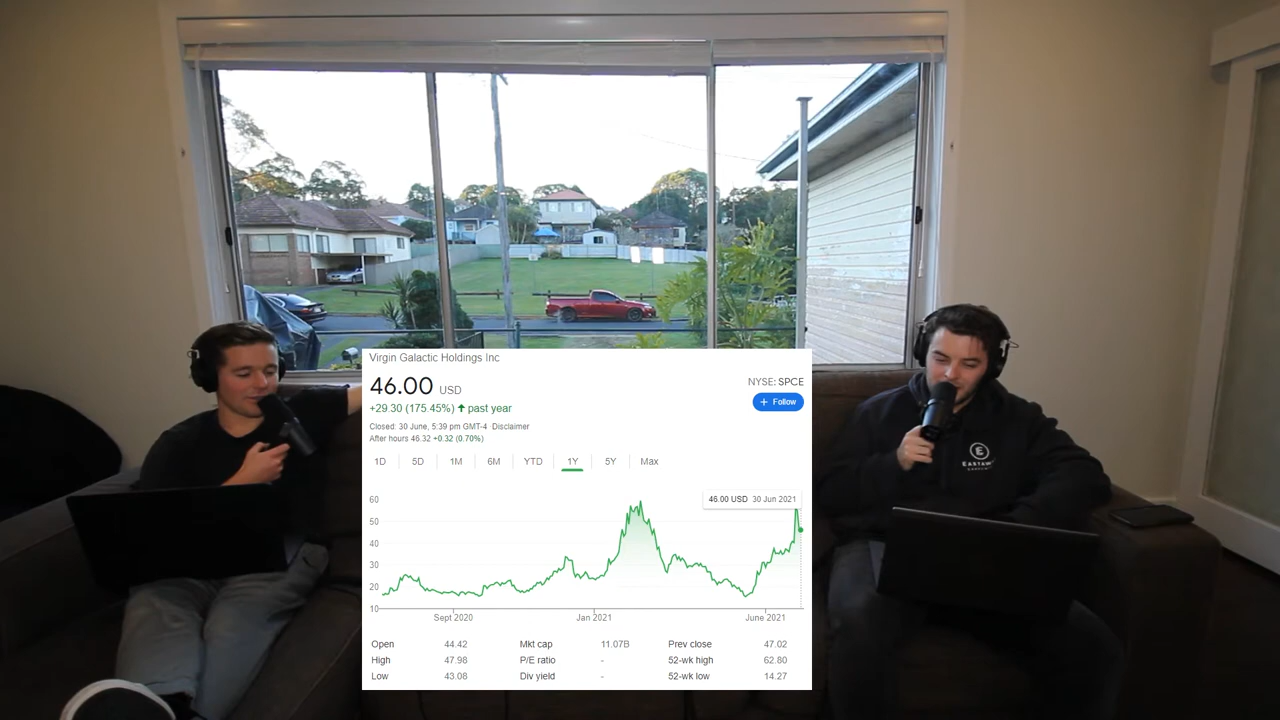 Virgin Galactic Holdings Inc
46.00 USD
NYSE: SPCE
+29.30 (175.45%) ↑ past year
+ Follow
Closed: 30 June, 5:39 pm GMT-4 · Disclaimer
After hours 46.32 +0.32 (0.70%)
1D 5D 1M 6M YTD 1Y 5Y Max
46.00 USD 30 Jun 2021
60
50
40
30
20
10
Sept 2020 Jan 2021 June 2021
Open 44.42 Mkt cap 11.07B Prev close 47.02
High 47.98 P/E ratio - 52-wk high 62.80
Low 43.08 Div yield - 52-wk low 14.27
E